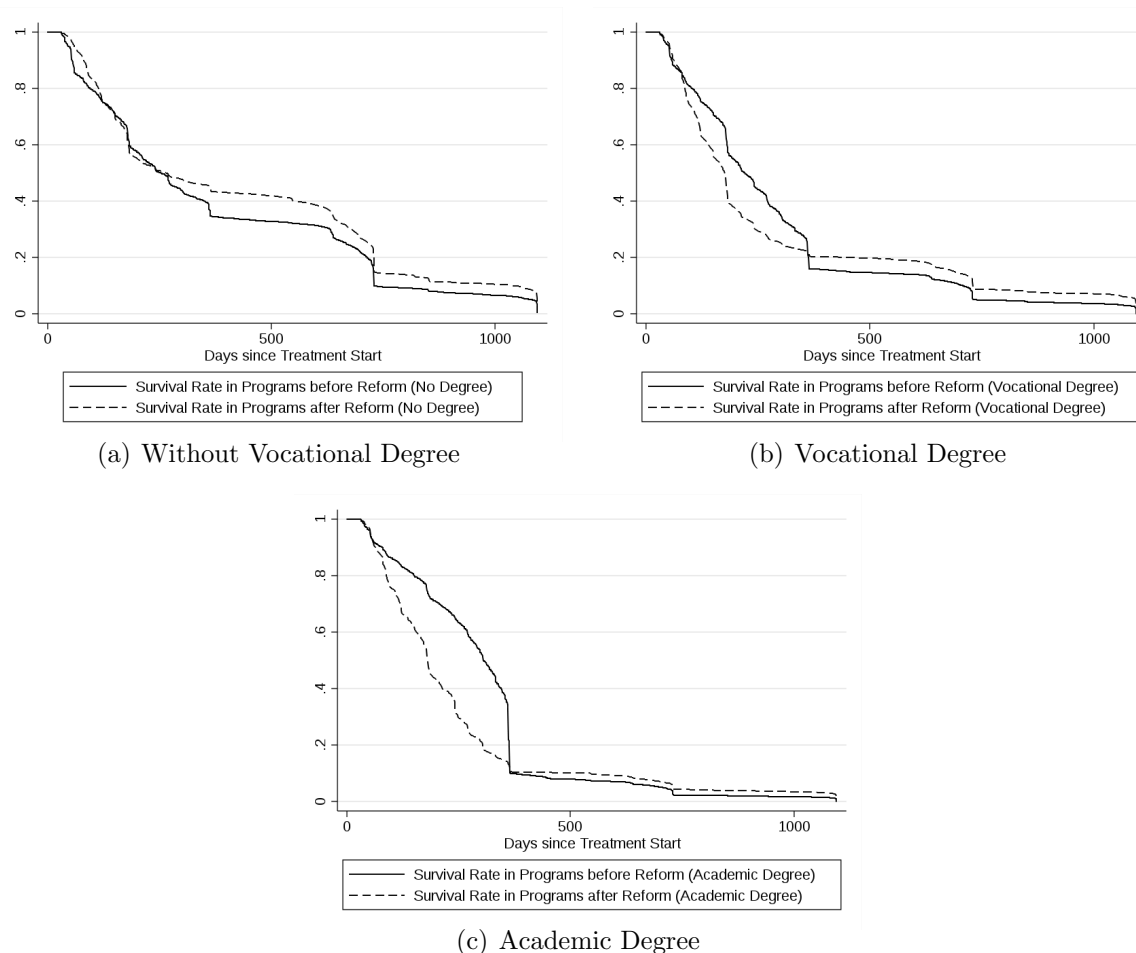 1
.8
.6
.4
.2
0
0 500 1000
Days since Treatment Start
Survival Rate in Programs before Reform (No Degree)
Survival Rate in Programs after Reform (No Degree)
(a) Without Vocational Degree
1
.8
.6
.4
.2
0
0 500 1000
Days since Treatment Start
Survival Rate in Programs before Reform (Vocational Degree)
Survival Rate in Programs after Reform (Vocational Degree)
(b) Vocational Degree
1
.8
.6
.4
.2
0
0 500 1000
Days since Treatment Start
Survival Rate in Programs before Reform (Academic Degree)
Survival Rate in Programs after Reform (Academic Degree)
(c) Academic Degree